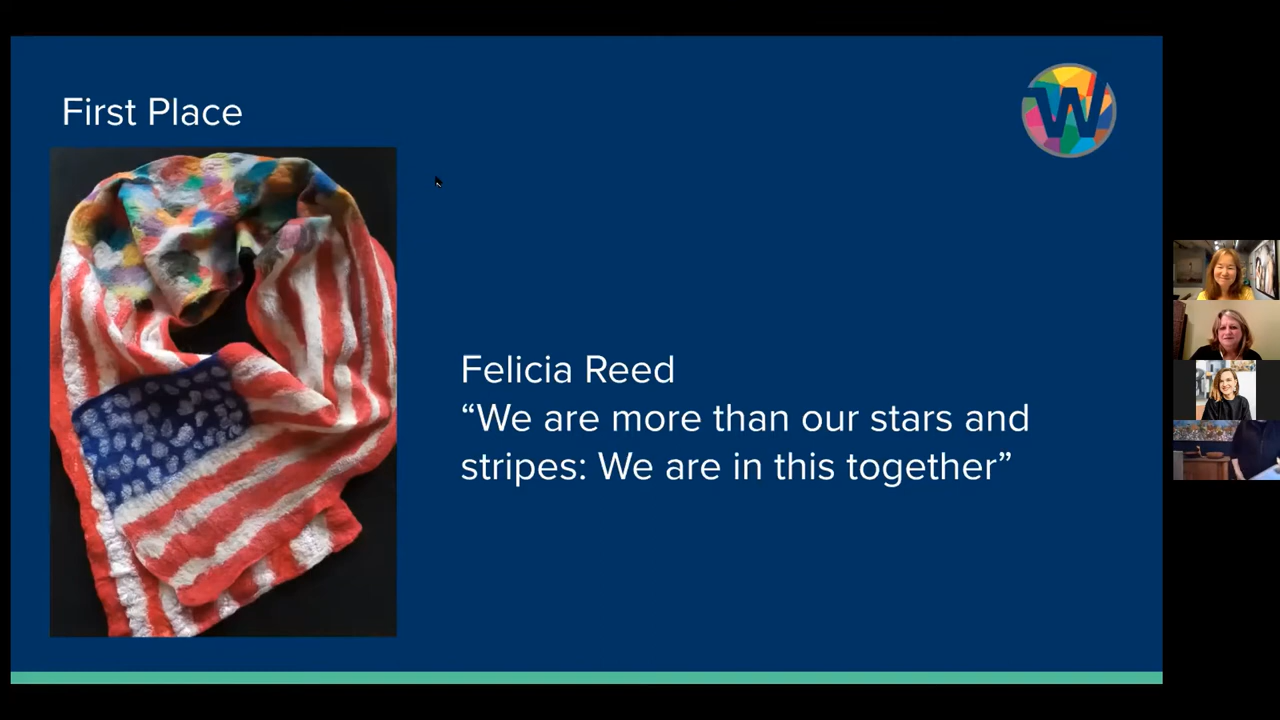 First Place
W
Felicia Reed
“We are more than our stars and
stripes: We are in this together”